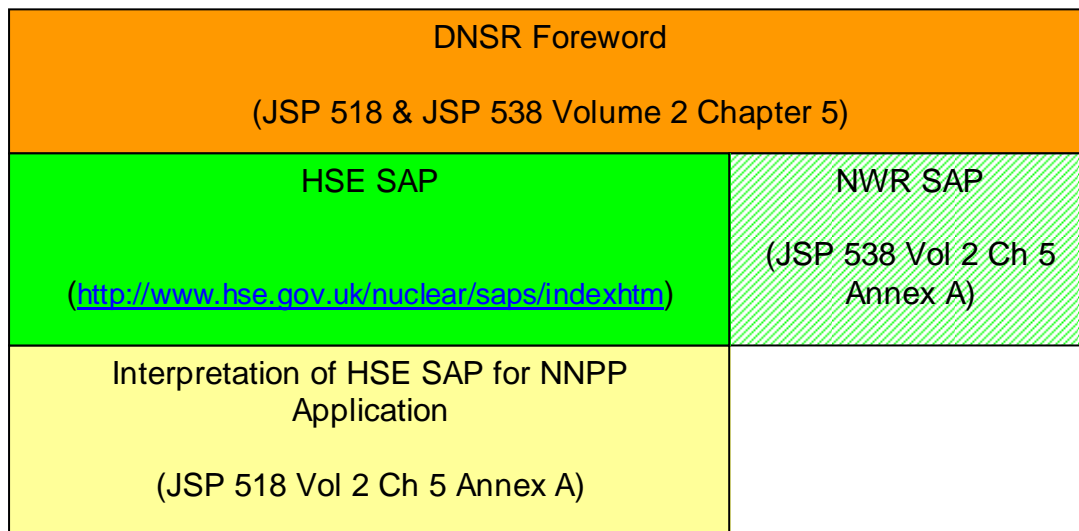 DNSR Foreword
(JSP 518 & JSP 538 Volume 2 Chapter 5)
HSE SAP
(http://www.hse.gov.uk/nuclear/saps/indexhtm)
NWR SAP
(JSP 538 Vol 2 Ch 5
Annex A)
Interpretation of HSE SAP for NNPP
Application
(JSP 518 Vol 2 Ch 5 Annex A)